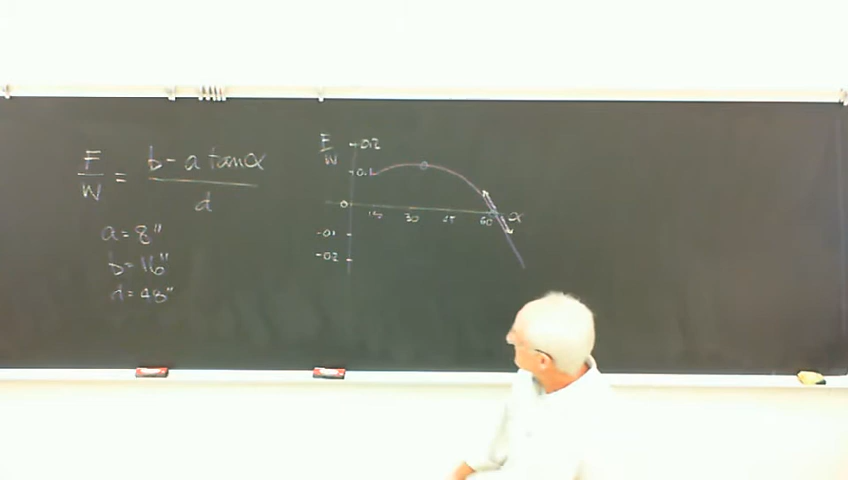 F/W = (b - a tanα)/d
a = 8"
b = 16"
d = 48"
F/W
0.2
0.1
0
-0.1
-0.2
15 30 45 60 α